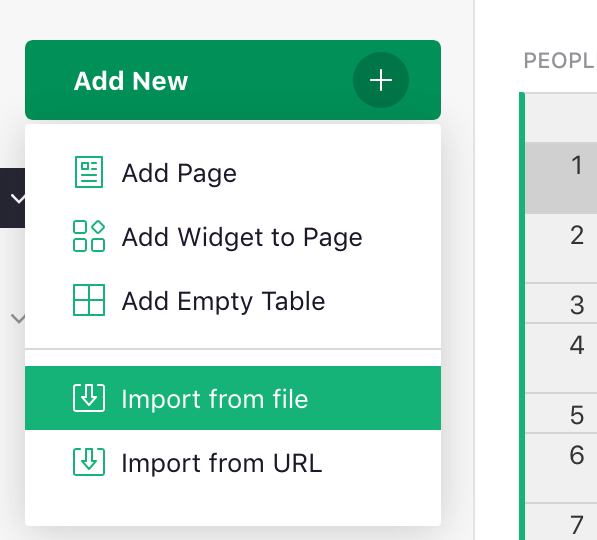 Add New
Add Page
Add Widget to Page
Add Empty Table
Import from file
Import from URL
PEOPL
1
2
3
4
5
6
7